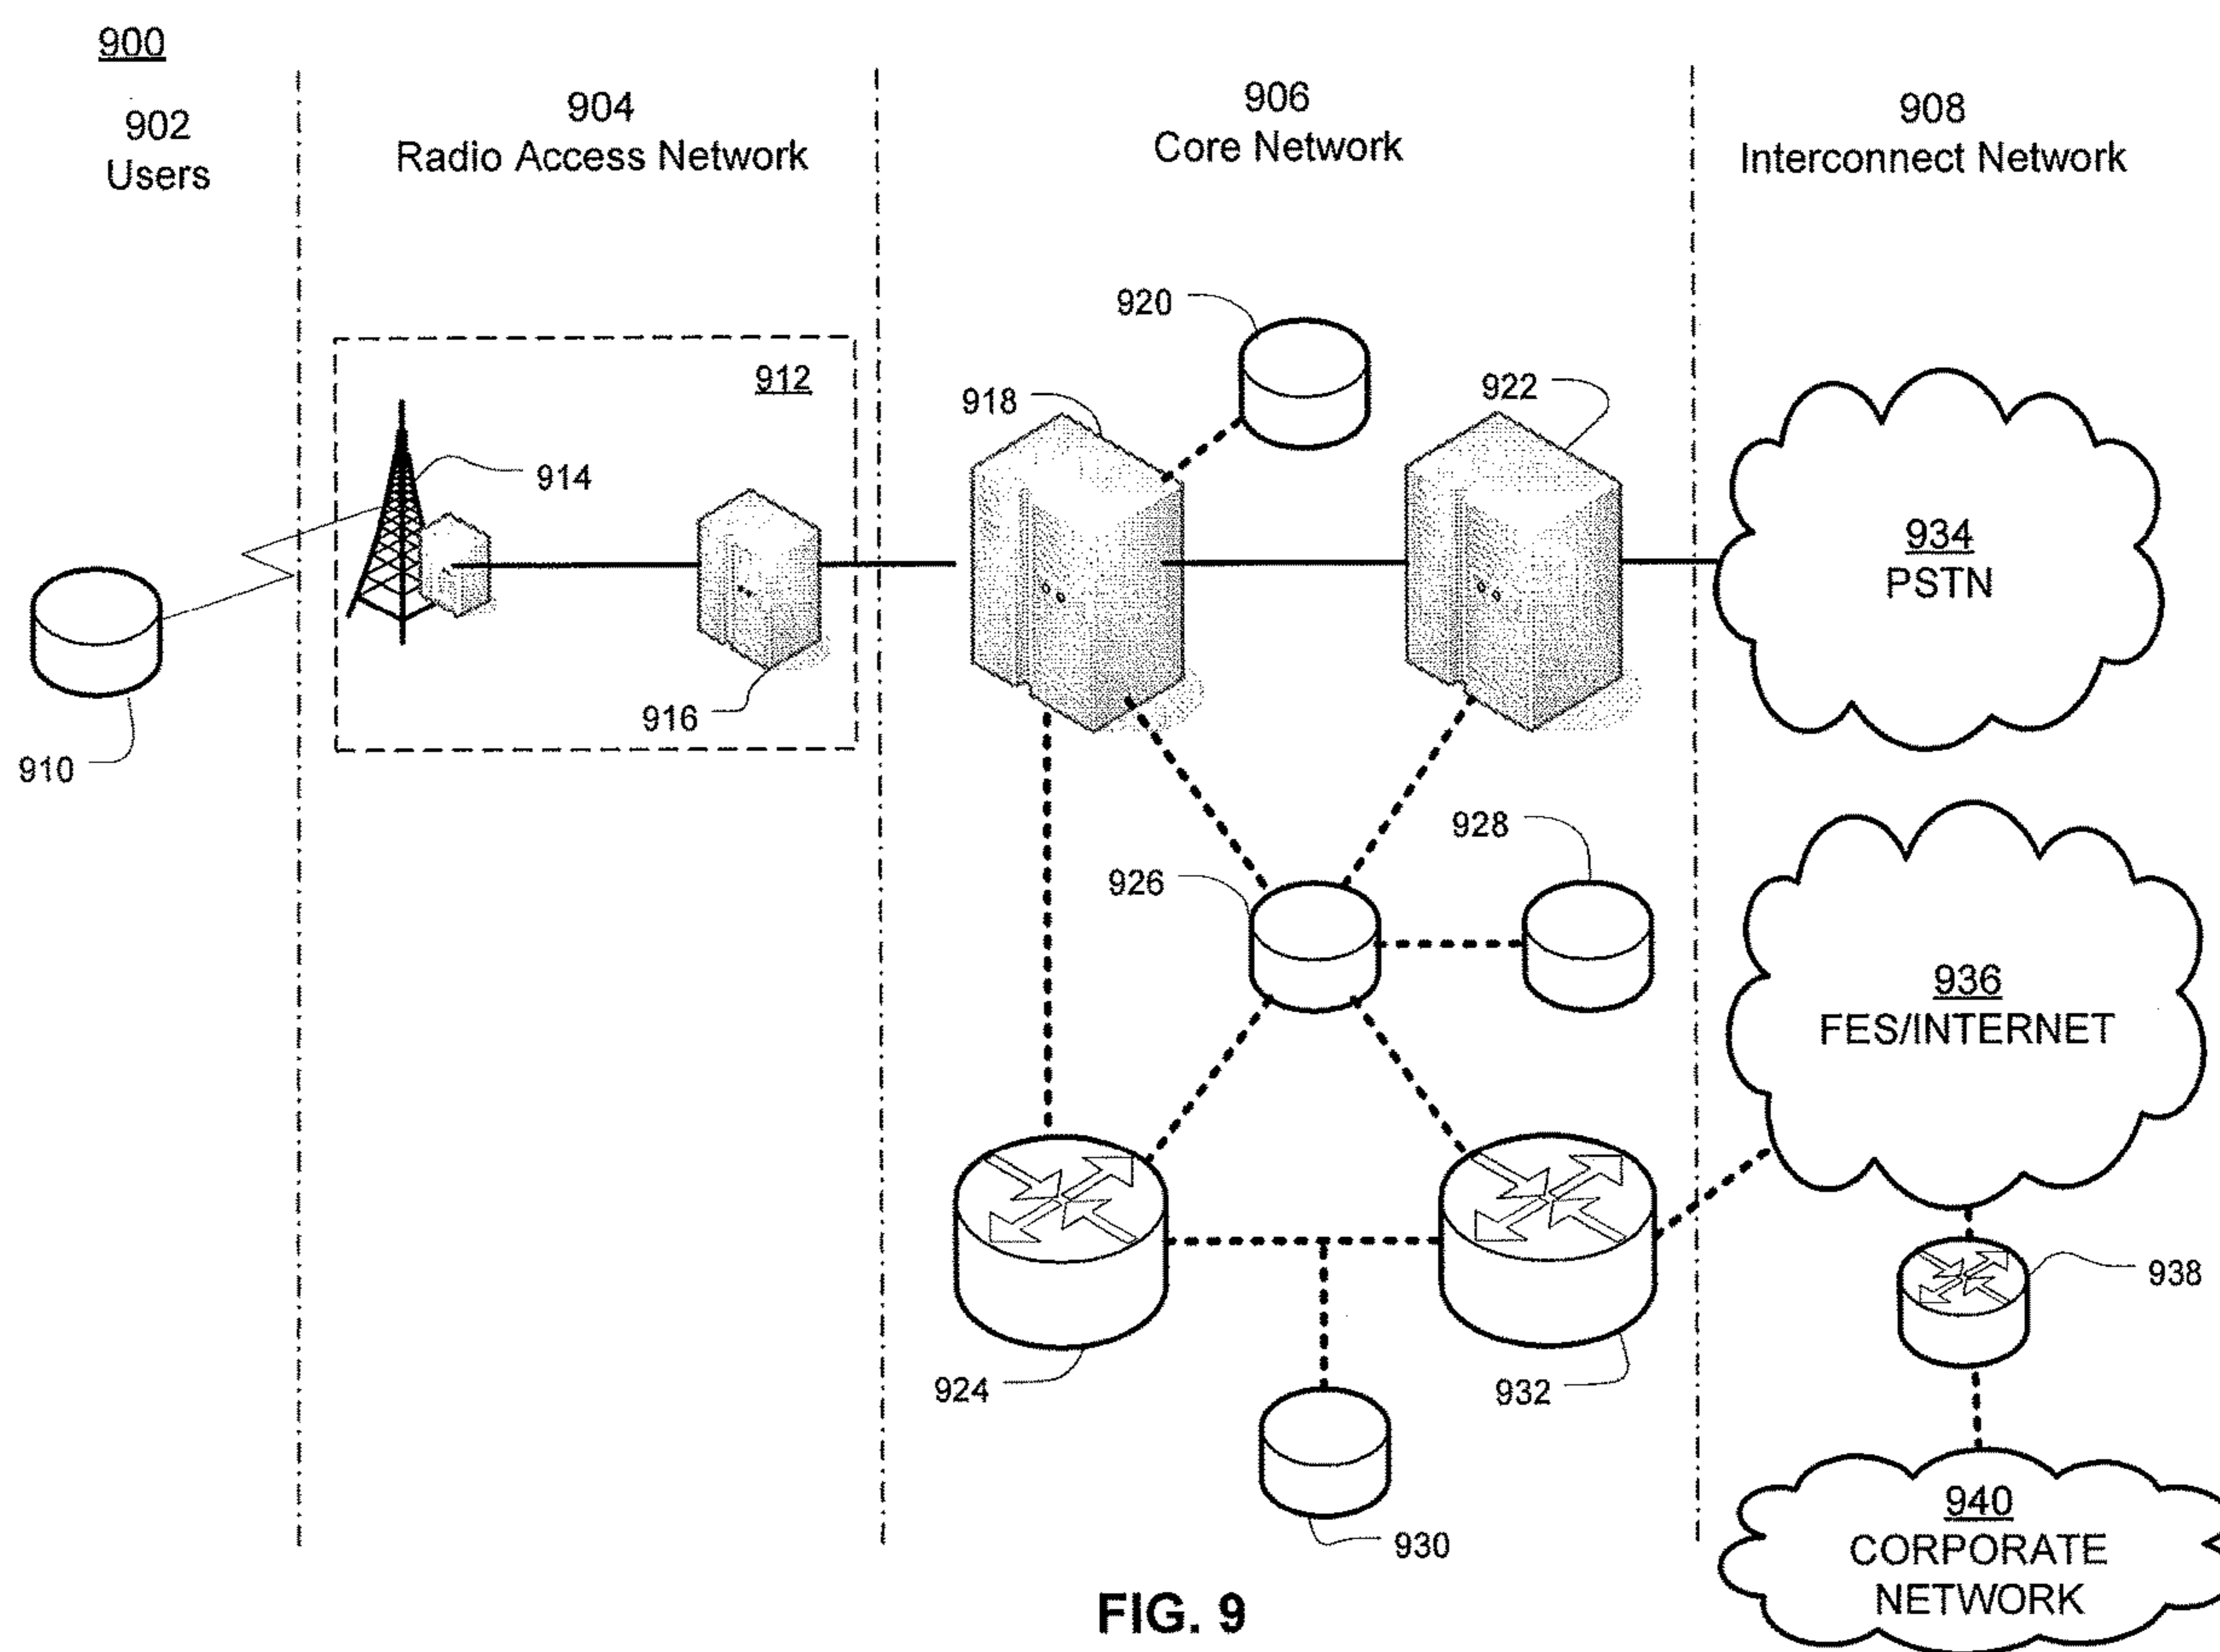 900
902
Users
904
Radio Access Network
906
Core Network
908
Interconnect Network
920
912
918
922
914
934
PSTN
916
910
928
926
936
FES/INTERNET
938
924
932
940
CORPORATE
NETWORK
930
FIG. 9